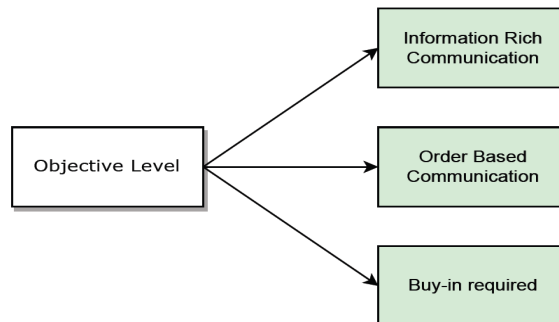 Information Rich
Communication
Objective Level
Order Based
Communication
Buy-in required